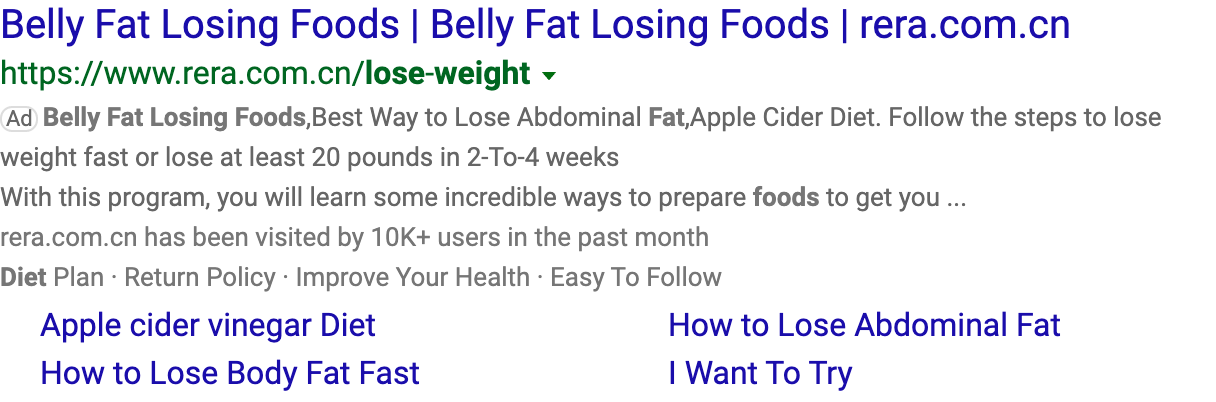 Belly Fat Losing Foods | Belly Fat Losing Foods | rera.com.cn
https://www.rera.com.cn/lose-weight
Ad Belly Fat Losing Foods,Best Way to Lose Abdominal Fat,Apple Cider Diet. Follow the steps to lose
weight fast or lose at least 20 pounds in 2-To-4 weeks
With this program, you will learn some incredible ways to prepare foods to get you ...
rera.com.cn has been visited by 10K+ users in the past month
Diet Plan · Return Policy · Improve Your Health · Easy To Follow
Apple cider vinegar Diet How to Lose Abdominal Fat
How to Lose Body Fat Fast I Want To Try